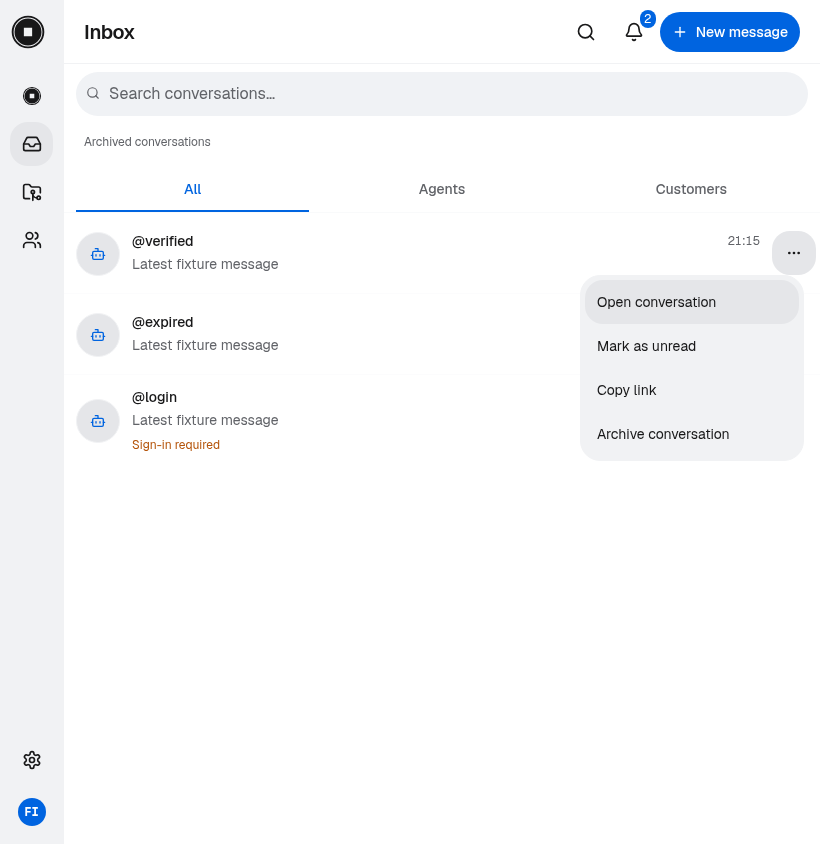 Inbox
2
New message
Search conversations...
Archived conversations
All
Agents
Customers
@verified
21:15
Latest fixture message
Open conversation
@expired
Latest fixture message
Mark as unread
Copy link
@login
Latest fixture message
Archive conversation
Sign-in required
FI